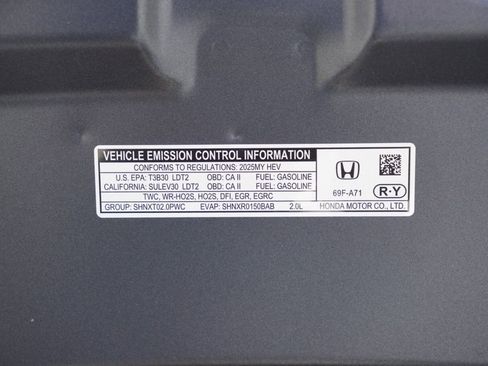 VEHICLE EMISSION CONTROL INFORMATION
CONFORMS TO REGULATIONS: 2025MY HEV
U.S. EPA: T3B30 LDT2 OBD: CA II FUEL: GASOLINE
CALIFORNIA: SULEV30 LDT2 OBD: CA II FUEL: GASOLINE
TWC, WR-HO2S, HO2S, DFI, EGR, EGRC
GROUP: SHNXT02.0PWC EVAP: SHNXR0150BAB 2.0L
69F-A71
R·Y
HONDA MOTOR CO., LTD.